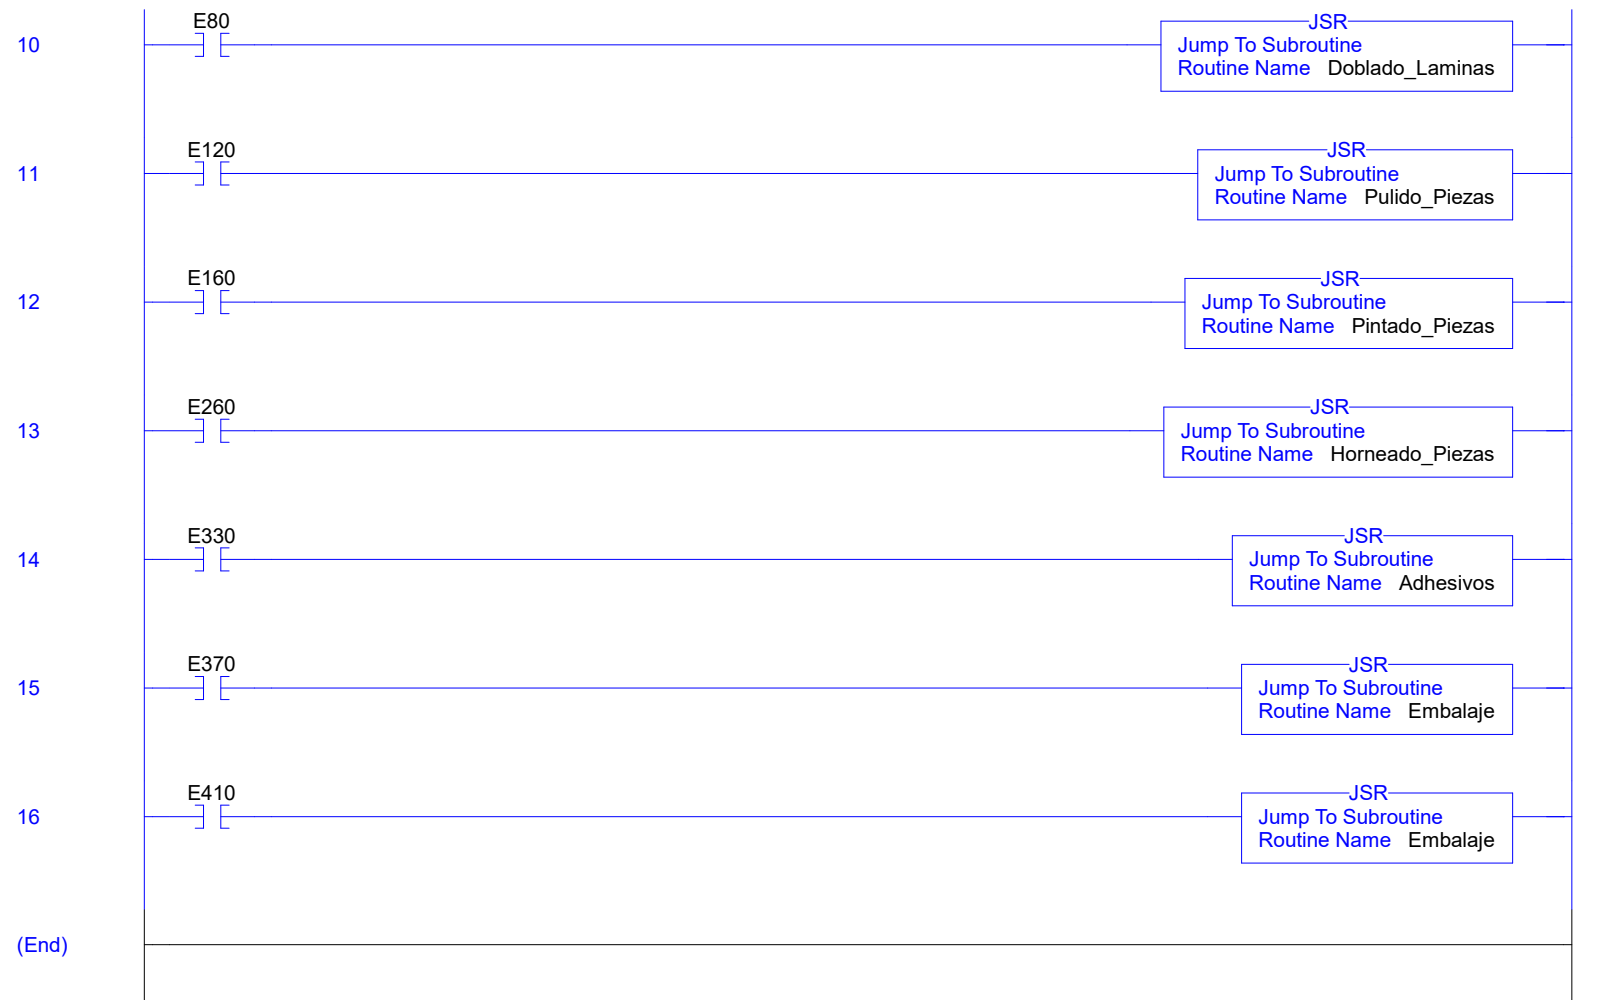 E80
JSR
10
Jump To Subroutine
Routine Name Doblado_Laminas
E120
JSR
11
Jump To Subroutine
Routine Name Pulido_Piezas
E160
JSR
12
Jump To Subroutine
Routine Name Pintado_Piezas
E260
JSR
13
Jump To Subroutine
Routine Name Horneado_Piezas
E330
JSR
14
Jump To Subroutine
Routine Name Adhesivos
E370
JSR
15
Jump To Subroutine
Routine Name Embalaje
E410
JSR
16
Jump To Subroutine
Routine Name Embalaje
(End)